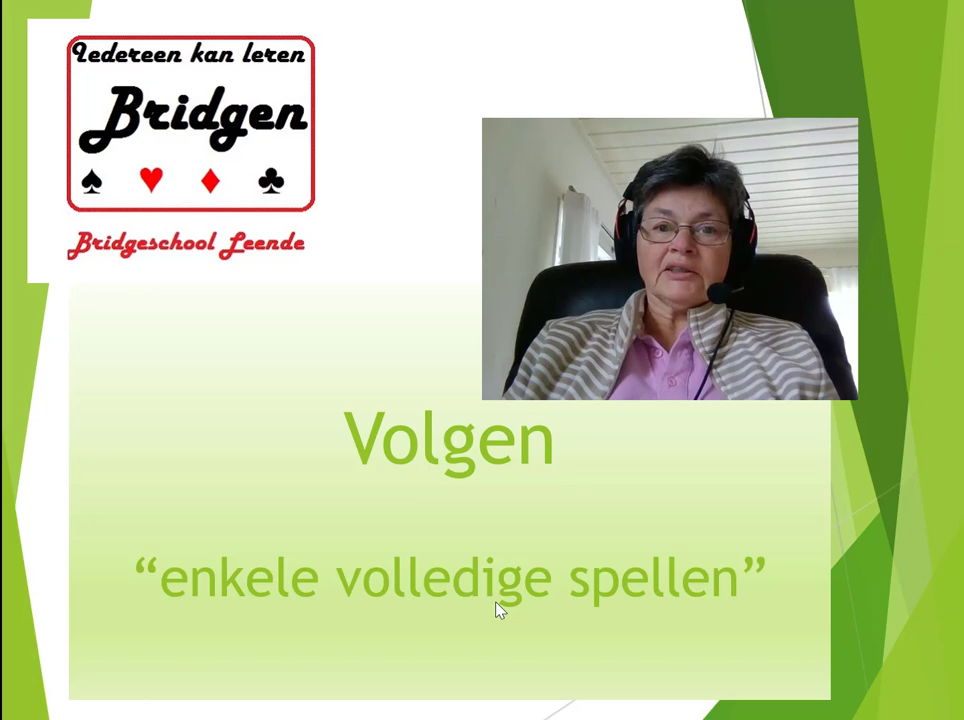 Iedereen kan leren
Bridgen
Bridgeschool Leende
Volgen
“enkele volledige spellen”